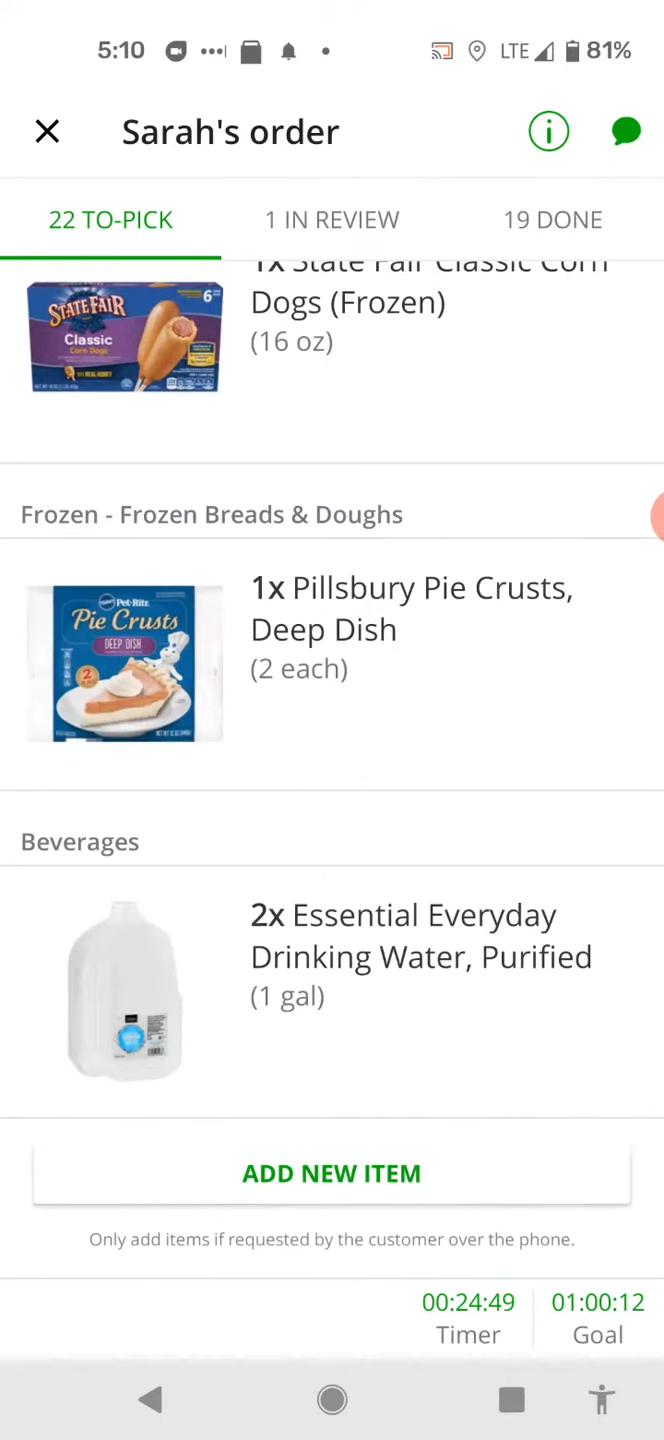 5:10
LTE 81%
Sarah's order
22 TO-PICK
1 IN REVIEW
19 DONE
1x State Fair Classic Corn
Dogs (Frozen)
(16 oz)
STATE FAIR
Classic
Corn Dogs
6
Frozen - Frozen Breads & Doughs
1x Pillsbury Pie Crusts,
Deep Dish
(2 each)
Pet-Ritz
Pie Crusts
DEEP DISH
2
Beverages
2x Essential Everyday
Drinking Water, Purified
(1 gal)
ADD NEW ITEM
Only add items if requested by the customer over the phone.
00:24:49
Timer
01:00:12
Goal